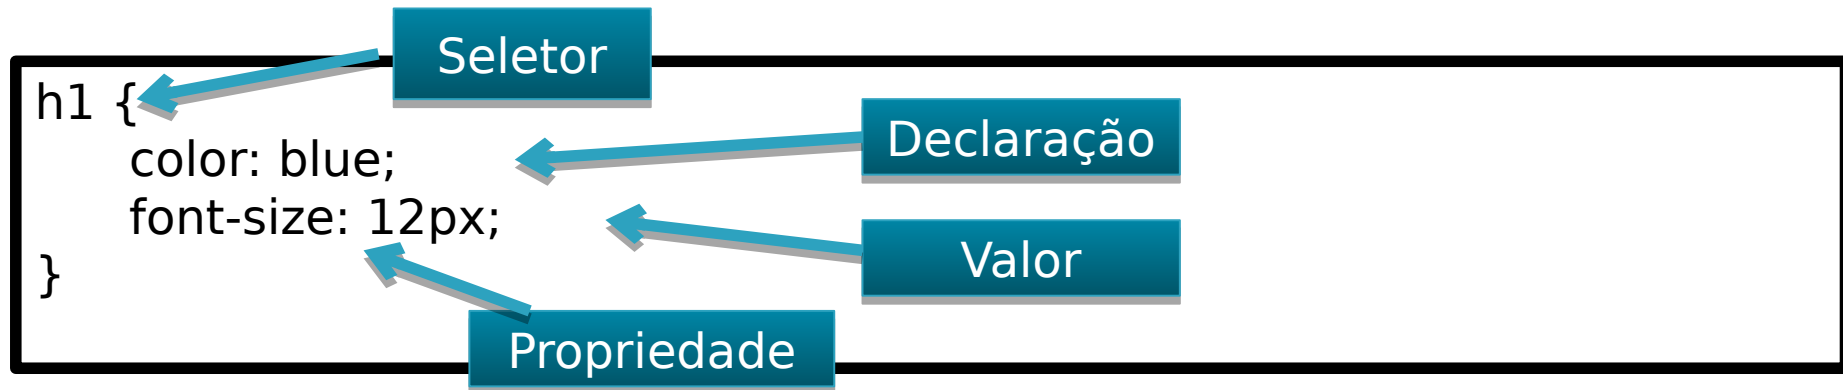 Seletor
h1 {
Declaração
color: blue;
font-size: 12px;
Valor
}
Propriedade